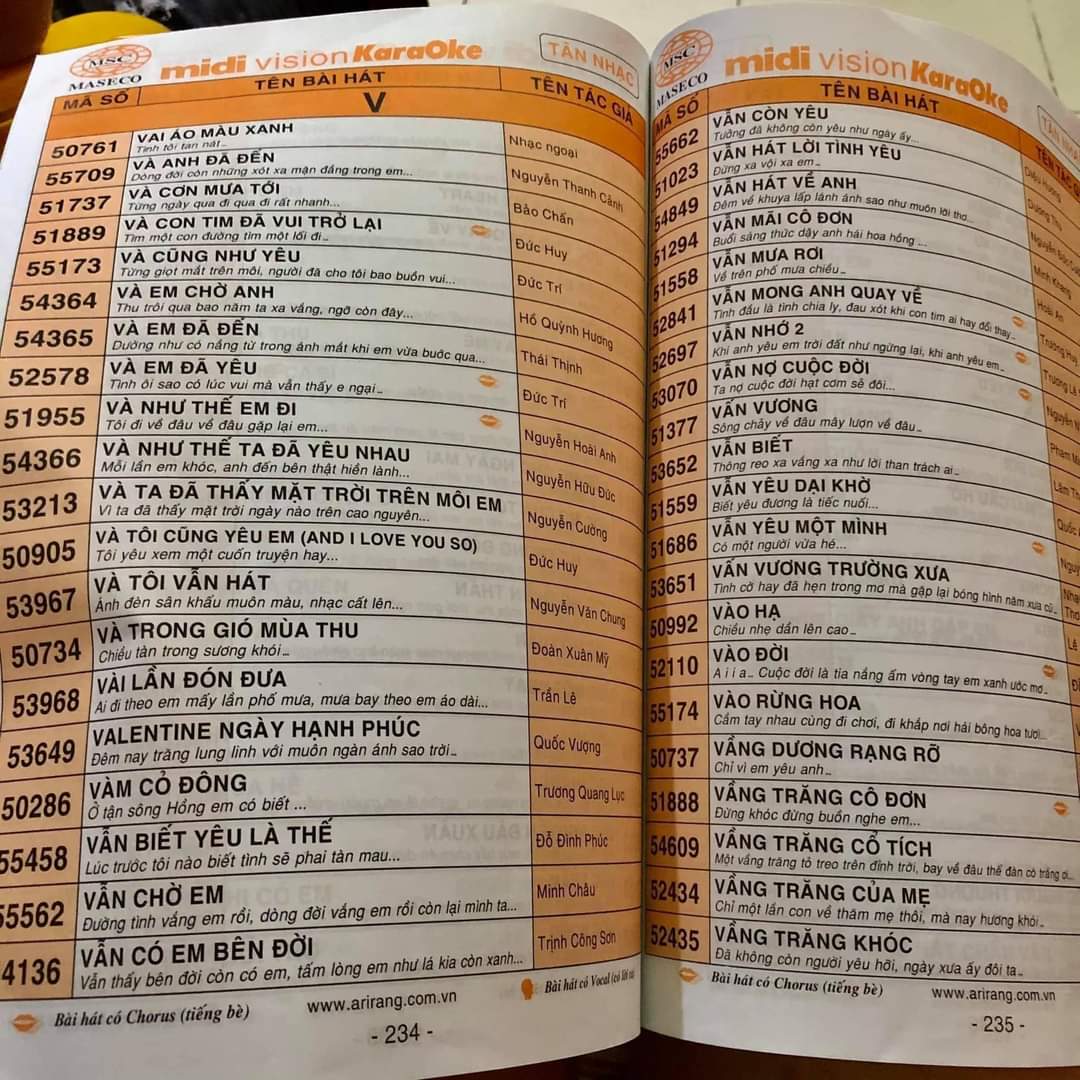 MSC
MASECO
midi vision KaraOke
TÂN NHẠC
MÃ SỐ
TÊN BÀI HÁT
TÊN TÁC GIẢ
V
50761 VAI ÁO MÀU XANH Nhạc ngoại
Tình tôi tan nát...
55709 VÀ ANH ĐÃ ĐẾN Nguyễn Thanh Cảnh
Dòng đời còn những xót xa mặn đắng trong em...
51737 VÀ CƠN MƯA TỚI Bảo Chấn
Từng ngày qua đi qua đi rất nhanh...
51889 VÀ CON TIM ĐÃ VUI TRỞ LẠI Đức Huy
Tìm một con đường tìm một lối đi...
55173 VÀ CŨNG NHƯ YÊU Đức Trí
Từng giọt mắt trên môi, người đã cho tôi bao buồn vui...
54364 VÀ EM CHỜ ANH Hồ Quỳnh Hương
Thu trôi qua bao năm ta xa vắng, ngỡ còn đây...
54365 VÀ EM ĐÃ ĐẾN Thái Thịnh
Dường như có nắng từ trong ánh mắt khi em vừa bước qua...
52578 VÀ EM ĐÃ YÊU Đức Trí
Tình ôi sao có lúc vui mà vẫn thấy e ngại...
51955 VÀ NHƯ THẾ EM ĐI Nguyễn Hoài Anh
Tôi đi về đâu về đâu gặp lại em...
54366 VÀ NHƯ THẾ TA ĐÃ YÊU NHAU Nguyễn Hữu Đức
Mỗi lần em khóc, anh đến bên thật hiền lành...
53213 VÀ TA ĐÃ THẤY MẶT TRỜI TRÊN MÔI EM Nguyễn Cường
Vì ta đã thấy mặt trời ngày nào trên cao nguyên...
50905 VÀ TÔI CŨNG YÊU EM (AND I LOVE YOU SO) Đức Huy
Tôi yêu xem một cuốn truyện hay...
53967 VÀ TÔI VẪN HÁT Nguyễn Văn Chung
Ánh đèn sân khấu muôn màu, nhạc cất lên...
50734 VÀ TRONG GIÓ MÙA THU Đoàn Xuân Mỹ
Chiều tàn trong sương khói...
53968 VÀI LẦN ĐÓN ĐƯA Trần Lê
Ai đi theo em mấy lần phố mưa, mưa bay theo em áo dài...
53649 VALENTINE NGÀY HẠNH PHÚC Quốc Vượng
Đêm nay trăng lung linh với muôn ngàn ánh sao trời...
50286 VÀM CỎ ĐÔNG Trương Quang Lục
Ở tận sông Hồng em có biết ...
55458 VẪN BIẾT YÊU LÀ THẾ Đỗ Đình Phúc
Lúc trước tôi nào biết tình sẽ phai tàn mau...
55562 VẪN CHỜ EM Minh Châu
Đường tình vắng em rồi, dòng đời vắng em rồi còn lại mình ta...
4136 VẪN CÓ EM BÊN ĐỜI Trịnh Công Sơn
Vẫn thấy bên đời còn có em, tấm lòng em như lá kia còn xanh...
Bài hát có Chorus (tiếng bè)
www.arirang.com.vn
Bài hát có Vocal (có lời
- 234 -
MSC
MASECO
midi vision KaraOke
TÂN
MÃ SỐ
TÊN BÀI HÁT
TÊN TÁC
55662 VẪN CÒN YÊU Diệu Hương
Tưởng đã không còn yêu như ngày ấy...
51023 VẪN HÁT LỜI TÌNH YÊU Dương Thụ
Đừng xa vội xa em...
54849 VẪN HÁT VỀ ANH Nguyễn
Đêm về khuya lấp lánh ánh sao như muôn lời thơ...
51294 VẪN MÃI CÔ ĐƠN Minh Khang
Buổi sáng thức dậy anh hái hoa hồng ...
51558 VẪN MƯA RƠI Hoài An
Về trên phố mưa chiều...
52841 VẪN MONG ANH QUAY VỀ Trường Huy
Tình đầu là tình chia ly, đau xót khi con tim ai hay đổi thay...
52697 VẪN NHỚ 2 Trương Lê
Khi anh yêu em trời đất như ngừng lại, khi anh yêu em...
53070 VẪN NỢ CUỘC ĐỜI Nguyễn
Ta nợ cuộc đời hạt cơm sẻ đôi...
51377 VẤN VƯƠNG Phạm
Sông chảy về đâu mây lượn về đâu...
53652 VẪN BIẾT Lâm
Thông reo xa vắng xa như lời than trách ai...
51559 VẪN YÊU DẠI KHỜ Quốc
Biết yêu đương là tiếc nuối...
51686 VẪN YÊU MỘT MÌNH
Có một người vừa hé...
53651 VẤN VƯƠNG TRƯỜNG XƯA
Tình cờ hay đã hẹn trong mơ mà gặp lại bóng hình năm xưa cũ...
50992 VÀO HẠ Lê
Chiều nhẹ dần lên cao...
52110 VÀO ĐỜI
A i i a... Cuộc đời là tia nắng ấm vòng tay em xanh ước mơ...
55174 VÀO RỪNG HOA
Cầm tay nhau cùng đi chơi, đi khắp nơi hái bông hoa tươi...
50737 VẦNG DƯƠNG RẠNG RỠ
Chỉ vì em yêu anh...
51888 VẦNG TRĂNG CÔ ĐƠN
Đừng khóc đừng buồn nghe em...
54609 VẦNG TRĂNG CỔ TÍCH
Một vầng trăng tỏ treo trên đỉnh trời, bay về đâu thế đàn cò trắng ơi...
52434 VẦNG TRĂNG CỦA MẸ
Chỉ một lần con về thăm mẹ thôi, mà nay hương khói...
52435 VẦNG TRĂNG KHÓC
Đã không còn người yêu hỡi, ngày xưa ấy đôi ta...
Bài hát có Chorus (tiếng bè)
www.arirang.com.vn
- 235 -